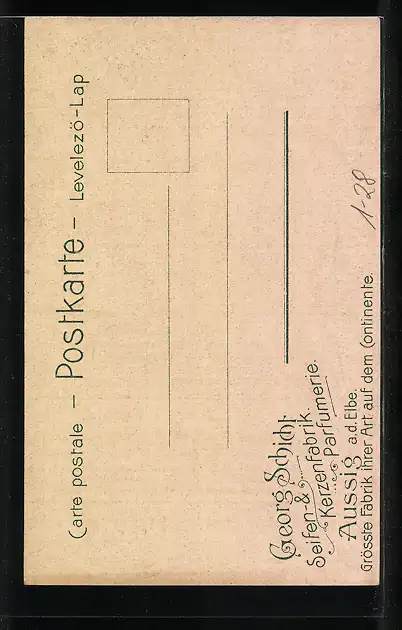 Carte postale – Postkarte – Levelező-Lap
Georg Schicht
Seifen- &
Kerzenfabrik
Parfumerie.
Aussig a.d. Elbe.
Grösste Fabrik ihrer Art auf dem Continente.
1-28